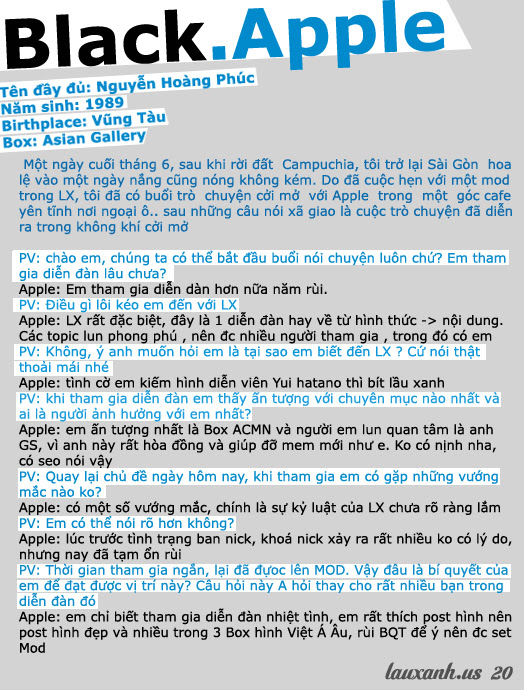 Black.Apple
Tên đầy đủ: Nguyễn Hoàng Phúc
Năm sinh: 1989
Birthplace: Vũng Tàu
Box: Asian Gallery
Một ngày cuối tháng 6, sau khi rời đất Campuchia, tôi trở lại Sài Gòn hoa
lệ vào một ngày nắng cũng nóng không kém. Do đã cuộc hẹn với một mod
trong LX, tôi đã có buổi trò chuyện cởi mở với Apple trong một góc cafe
yên tĩnh nơi ngoại ô.. sau những câu nói xã giao là cuộc trò chuyện đã diễn
ra trong không khí cởi mở
PV: chào em, chúng ta có thể bắt đầu buổi nói chuyện luôn chứ? Em tham
gia diễn đàn lâu chưa?
Apple: Em tham gia diễn dàn hơn nữa năm rùi.
PV: Điều gì lôi kéo em đến với LX
Apple: LX rất đặc biệt, đây là 1 diễn đàn hay về từ hình thức -> nội dung.
Các topic lun phong phú , nên đc nhiều người tham gia , trong đó có em
PV: Không, ý anh muốn hỏi em là tại sao em biết đến LX ? Cứ nói thật
thoải mái nhé
Apple: tình cờ em kiếm hình diễn viên Yui hatano thì bít lầu xanh
PV: khi tham gia diễn đàn em thấy ấn tượng với chuyên mục nào nhất và
ai là người ảnh hưởng với em nhất?
Apple: em ấn tượng nhất là Box ACMN và người em lun quan tâm là anh
GS, vì anh này rất hòa đồng và giúp đỡ mem mới như e. Ko có nịnh nha,
có seo nói vậy
PV: Quay lại chủ đề ngày hôm nay, khi tham gia em có gặp những vướng
mắc nào ko?
Apple: có một số vướng mắc, chính là sự kỷ luật của LX chưa rõ ràng lắm
PV: Em có thể nói rõ hơn không?
Apple: lúc trước tình trạng ban nick, khoá nick xảy ra rất nhiều ko có lý do,
nhưng nay đã tạm ổn rùi
PV: Thời gian tham gia ngắn, lại đã đựoc lên MOD. Vậy đâu là bí quyết của
em để đạt được vị trí này? Câu hỏi này A hỏi thay cho rất nhiều bạn trong
diễn đàn đó
Apple: em chỉ biết tham gia diễn đàn nhiệt tình, em rất thích post hình nên
post hình đẹp và nhiều trong 3 Box hình Việt Á Âu, rùi BQT để ý nên đc set
Mod
lauxanh.us 20